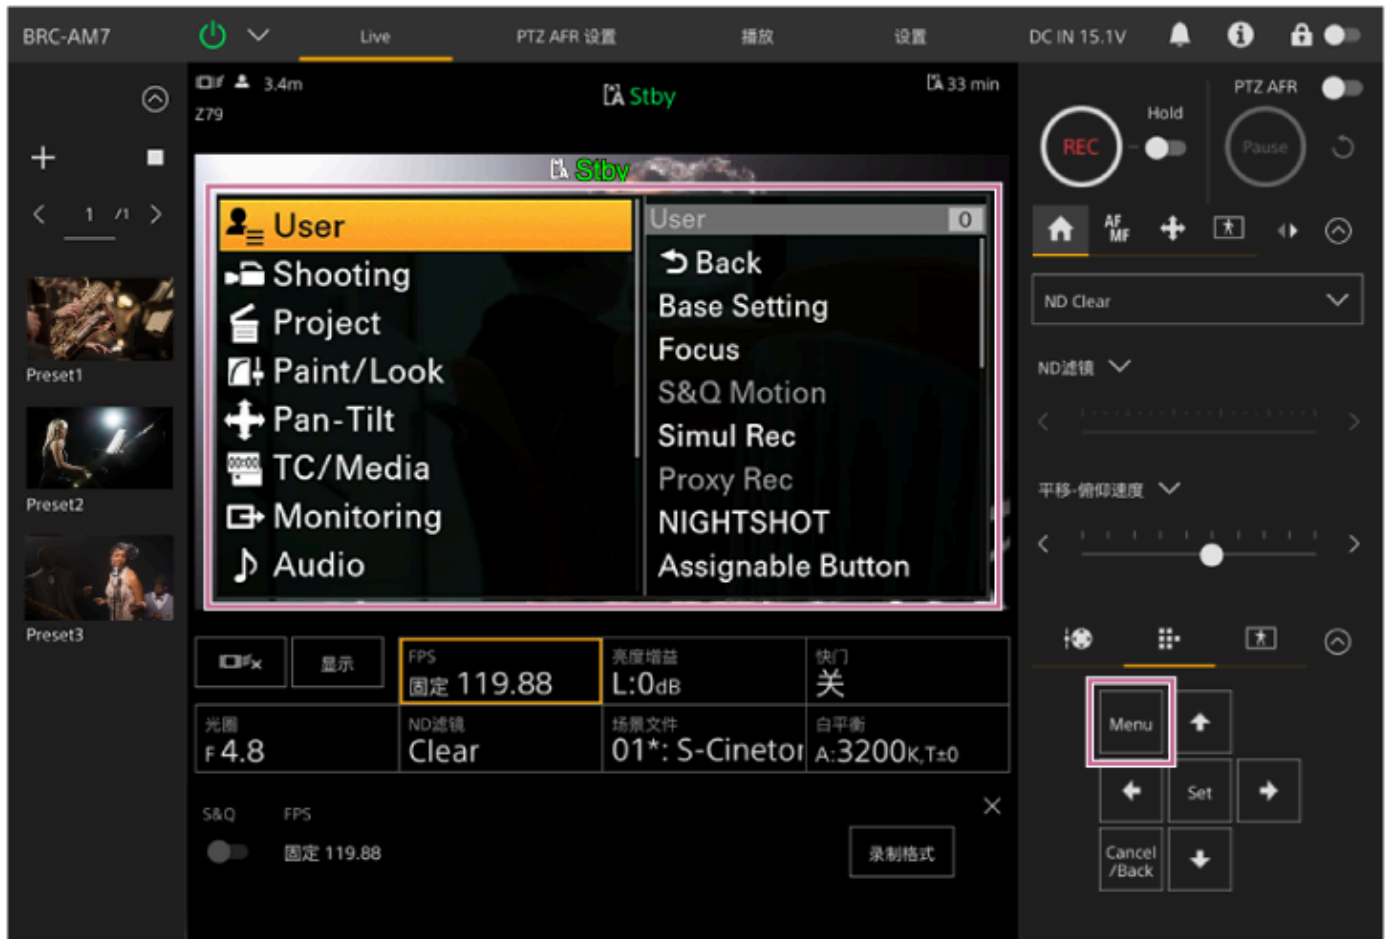 BRC-AM7
Live
PTZ AFR 设置
播放
设置
DC IN 15.1V
3.4m
Z79
Stby
33 min
Stby
1 /1
Preset1
Preset2
Preset3
User
Shooting
Project
Paint/Look
Pan-Tilt
TC/Media
Monitoring
Audio
User 0
Back
Base Setting
Focus
S&Q Motion
Simul Rec
Proxy Rec
NIGHTSHOT
Assignable Button
显示
FPS
固定 119.88
亮度增益
L:0dB
快门
关
光圈
F 4.8
ND滤镜
Clear
场景文件
01*: S-Cinetor
白平衡
A:3200K,T±0
S&Q
FPS
固定 119.88
录制格式
REC
Hold
PTZ AFR
Pause
AF
MF
ND Clear
ND滤镜
平移-俯仰速度
Menu
Set
Cancel
/Back